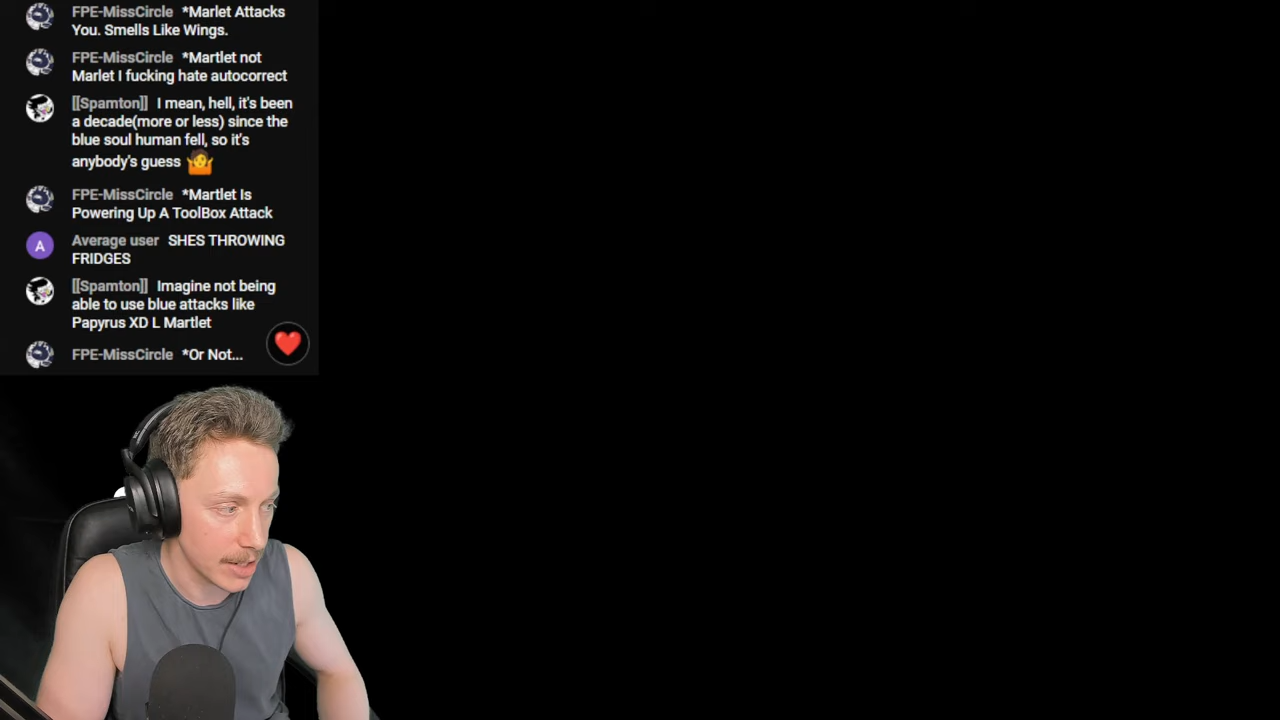 FPE-MissCircle *Marlet Attacks
You. Smells Like Wings.
FPE-MissCircle *Martlet not
Marlet I fucking hate autocorrect
[[Spamton]] I mean, hell, it's been
a decade(more or less) since the
blue soul human fell, so it's
anybody's guess 🤷
FPE-MissCircle *Martlet Is
Powering Up A ToolBox Attack
A Average user SHES THROWING
FRIDGES
[[Spamton]] Imagine not being
able to use blue attacks like
Papyrus XD L Martlet
FPE-MissCircle *Or Not...